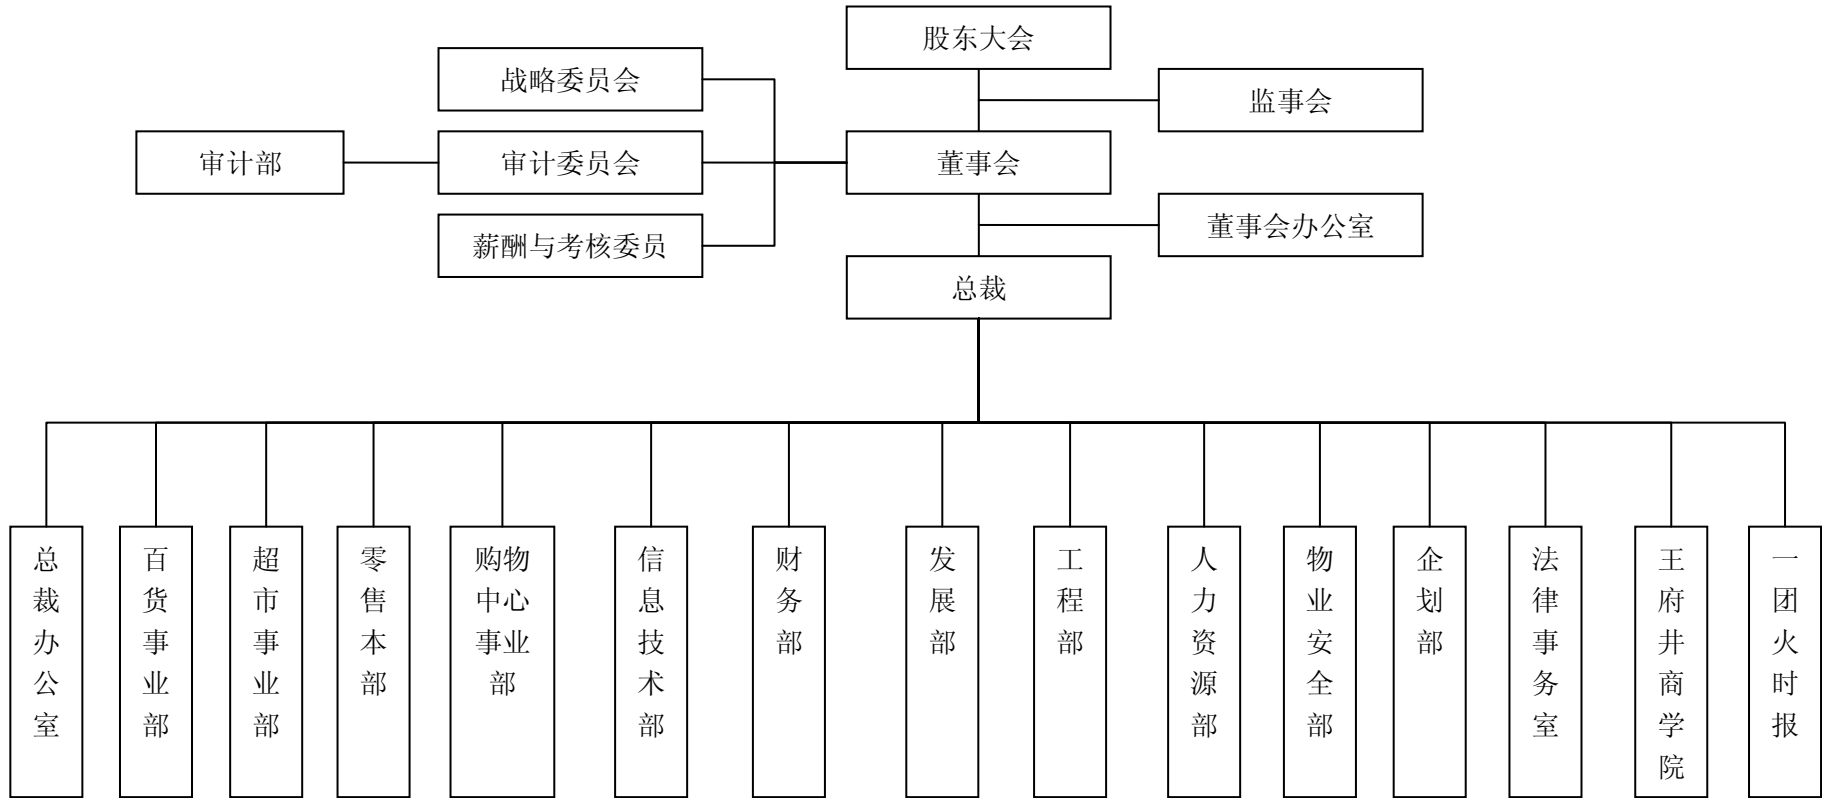 股东大会
战略委员会
监事会
审计部
审计委员会
董事会
薪酬与考核委员
董事会办公室
总裁
总裁办公室
百货事业部
超市事业部
零售本部
购物
中心
事业
部
信息技术部
财务部
发展部
工程部
人力资源部
物业安全部
企划部
法律事务室
王府井商学院
一团火时报